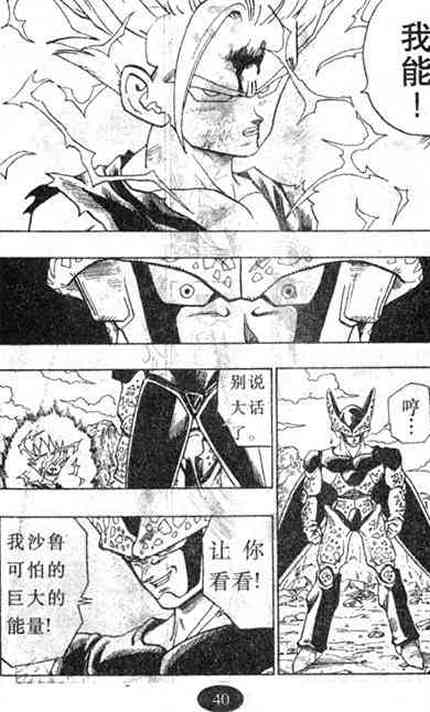 我能！
哼…
别说
大话
了。
让你
看看！
我沙鲁
可怕的
巨大的
能量！
40